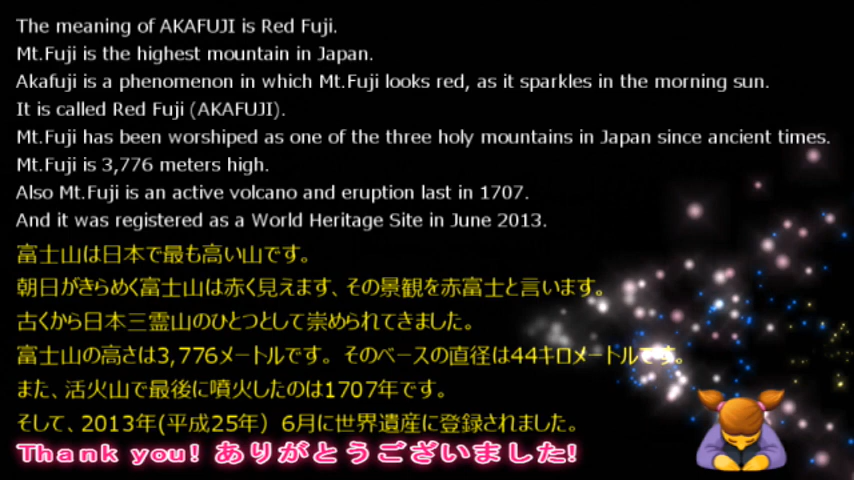 The meaning of AKAFUJI is Red Fuji.
Mt.Fuji is the highest mountain in Japan.
Akafuji is a phenomenon in which Mt.Fuji looks red, as it sparkles in the morning sun.
It is called Red Fuji (AKAFUJI).
Mt.Fuji has been worshiped as one of the three holy mountains in Japan since ancient times.
Mt.Fuji is 3,776 meters high.
Also Mt.Fuji is an active volcano and eruption last in 1707.
And it was registered as a World Heritage Site in June 2013.
富士山は日本で最も高い山です。
朝日がきらめく富士山は赤く見えます、その景観を赤富士と言います。
古くから日本三霊山のひとつとして崇められてきました。
富士山の高さは3,776メートルです。そのベースの直径は44キロメートルです。
また、活火山で最後に噴火したのは1707年です。
そして、2013年(平成25年）6月に世界遺産に登録されました。
Thank you! ありがとうございました!